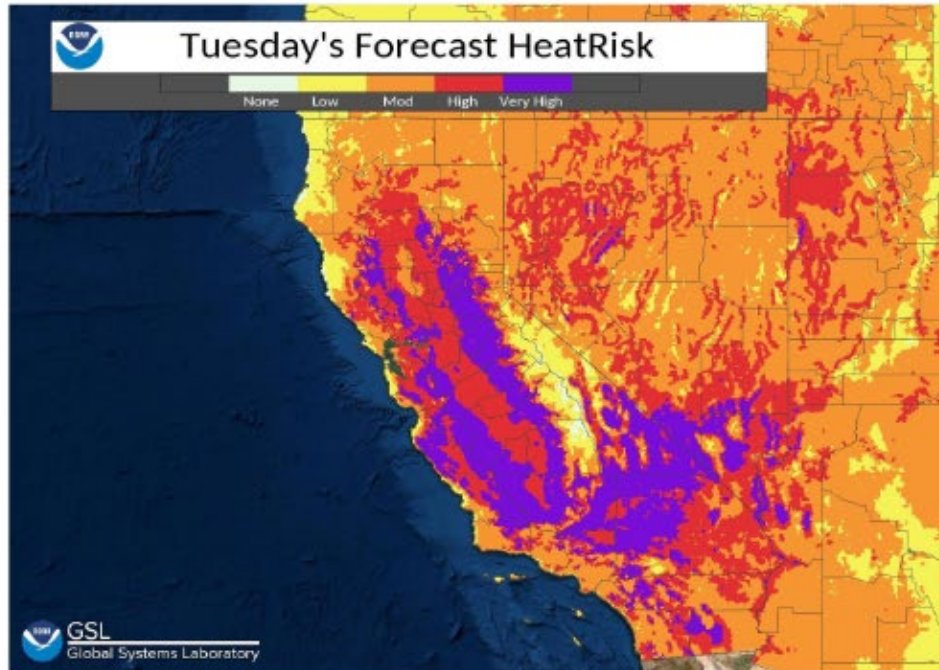 Tuesday's Forecast HeatRisk
None Low Mod High Very High
GSL
Global Systems Laboratory